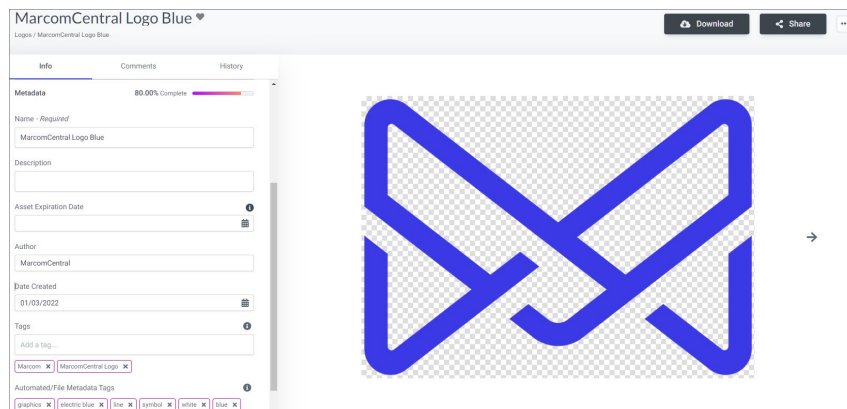 MarcomCentral Logo Blue
Logos / MarcomCentral Logo Blue
Download
Share
Info
Comments
History
Metadata
80.00% Complete
Name - Required
MarcomCentral Logo Blue
Description
Asset Expiration Date
Author
MarcomCentral
Date Created
01/03/2022
Tags
Add a tag...
Marcom
MarcomCentral Logo
Automated/File Metadata Tags
graphics
electric blue
line
symbol
white
blue